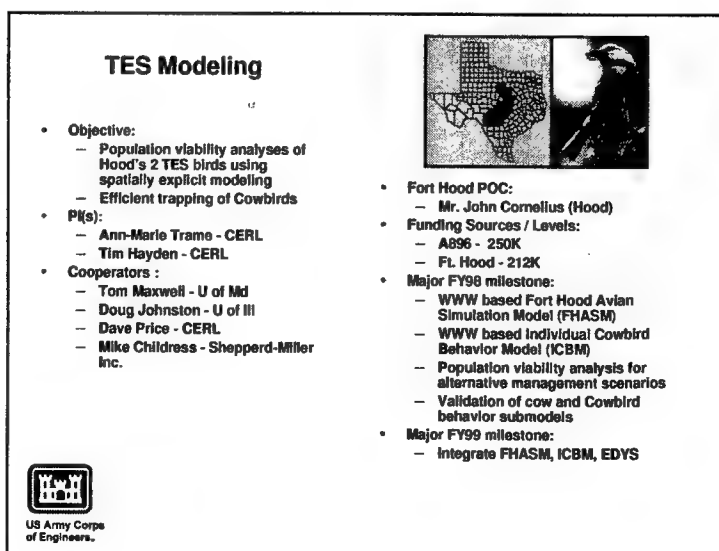 TES Modeling
• Objective:
– Population viability analyses of
Hood's 2 TES birds using
spatially explicit modeling
– Efficient trapping of Cowbirds
• PI(s):
– Ann-Marie Trame - CERL
– Tim Hayden - CERL
• Cooperators :
– Tom Maxwell - U of Md
– Doug Johnston - U of Ill
– Dave Price - CERL
– Mike Childress - Shepperd-Miller
Inc.
US Army Corps
of Engineers®
• Fort Hood POC:
– Mr. John Cornelius (Hood)
• Funding Sources / Levels:
– A896 - 250K
– Ft. Hood - 212K
• Major FY98 milestone:
– WWW based Fort Hood Avian
Simulation Model (FHASM)
– WWW based Individual Cowbird
Behavior Model (ICBM)
– Population viability analysis for
alternative management scenarios
– Validation of cow and Cowbird
behavior submodels
• Major FY99 milestone:
– Integrate FHASM, ICBM, EDYS